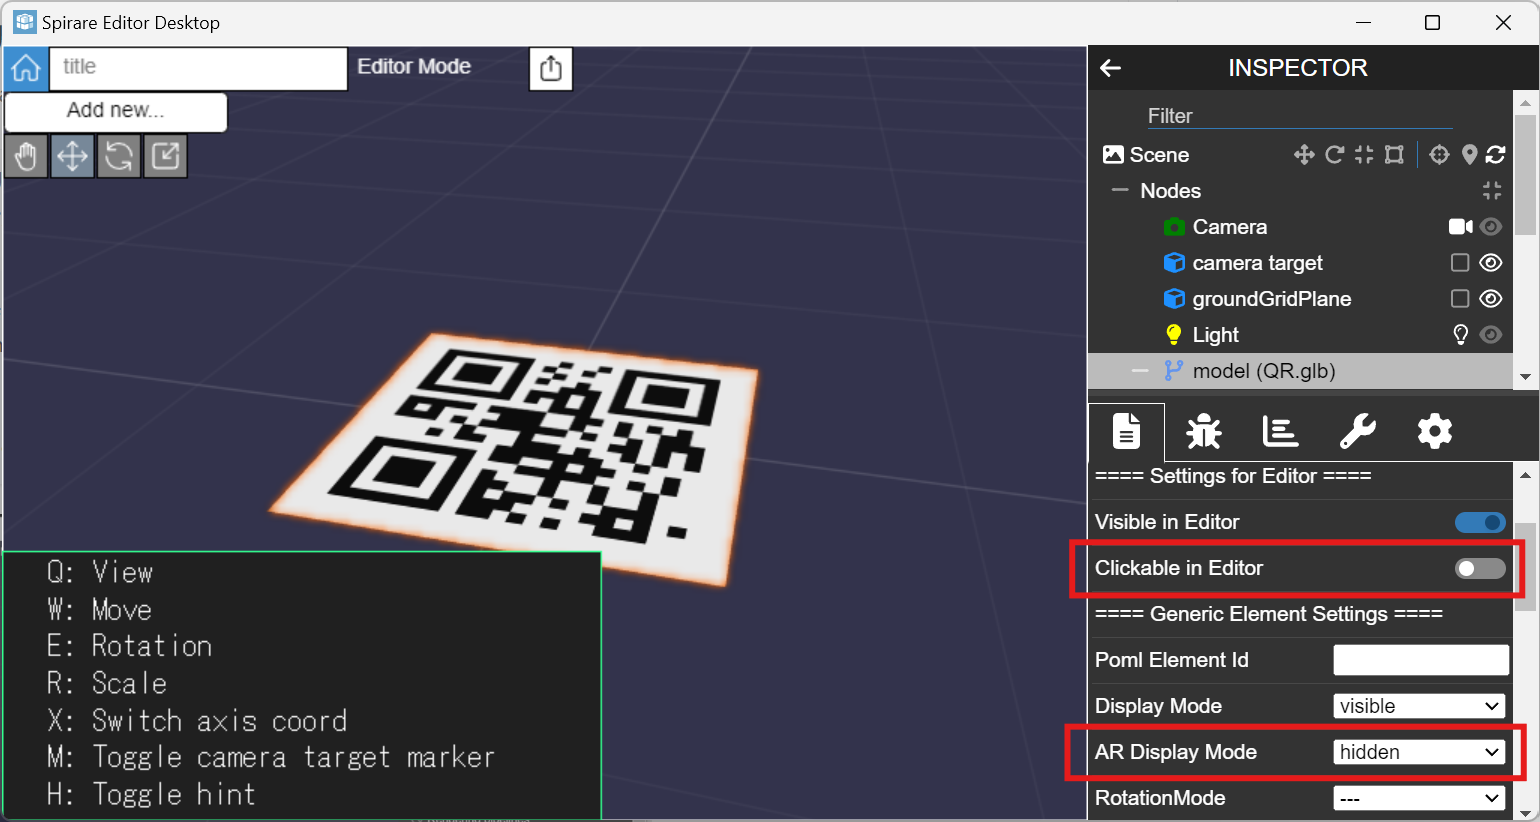 Spirare Editor Desktop
title
Editor Mode
Add new...
Q: View
W: Move
E: Rotation
R: Scale
X: Switch axis coord
M: Toggle camera target marker
H: Toggle hint
INSPECTOR
Filter
Scene
Nodes
Camera
camera target
groundGridPlane
Light
model (QR.glb)
==== Settings for Editor ====
Visible in Editor
Clickable in Editor
==== Generic Element Settings ====
Poml Element Id
Display Mode visible
AR Display Mode hidden
RotationMode ---